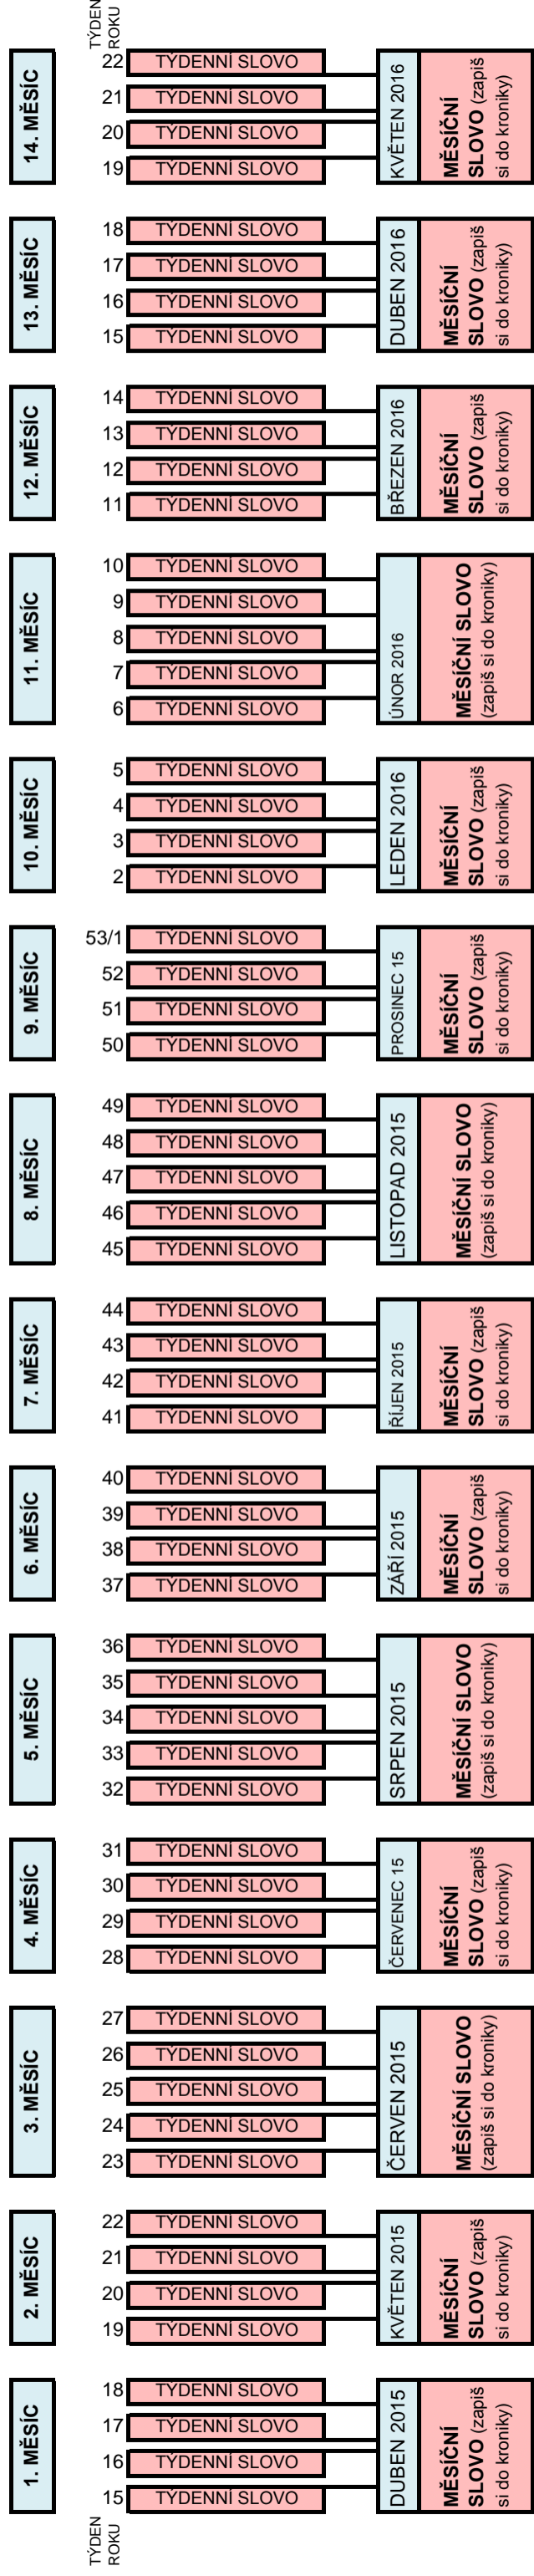 TÝDEN
ROKU
14. MĚSÍC
22 TÝDENNÍ SLOVO
21 TÝDENNÍ SLOVO
20 TÝDENNÍ SLOVO
19 TÝDENNÍ SLOVO
KVĚTEN 2016
MĚSÍČNÍ
SLOVO (zapiš
si do kroniky)
13. MĚSÍC
18 TÝDENNÍ SLOVO
17 TÝDENNÍ SLOVO
16 TÝDENNÍ SLOVO
15 TÝDENNÍ SLOVO
DUBEN 2016
MĚSÍČNÍ
SLOVO (zapiš
si do kroniky)
12. MĚSÍC
14 TÝDENNÍ SLOVO
13 TÝDENNÍ SLOVO
12 TÝDENNÍ SLOVO
11 TÝDENNÍ SLOVO
BŘEZEN 2016
MĚSÍČNÍ
SLOVO (zapiš
si do kroniky)
11. MĚSÍC
10 TÝDENNÍ SLOVO
9 TÝDENNÍ SLOVO
8 TÝDENNÍ SLOVO
7 TÝDENNÍ SLOVO
6 TÝDENNÍ SLOVO
ÚNOR 2016
MĚSÍČNÍ SLOVO
(zapiš si do kroniky)
10. MĚSÍC
5 TÝDENNÍ SLOVO
4 TÝDENNÍ SLOVO
3 TÝDENNÍ SLOVO
2 TÝDENNÍ SLOVO
LEDEN 2016
MĚSÍČNÍ
SLOVO (zapiš
si do kroniky)
9. MĚSÍC
53/1 TÝDENNÍ SLOVO
52 TÝDENNÍ SLOVO
51 TÝDENNÍ SLOVO
50 TÝDENNÍ SLOVO
PROSINEC 15
MĚSÍČNÍ
SLOVO (zapiš
si do kroniky)
8. MĚSÍC
49 TÝDENNÍ SLOVO
48 TÝDENNÍ SLOVO
47 TÝDENNÍ SLOVO
46 TÝDENNÍ SLOVO
45 TÝDENNÍ SLOVO
LISTOPAD 2015
MĚSÍČNÍ SLOVO
(zapiš si do kroniky)
7. MĚSÍC
44 TÝDENNÍ SLOVO
43 TÝDENNÍ SLOVO
42 TÝDENNÍ SLOVO
41 TÝDENNÍ SLOVO
ŘÍJEN 2015
MĚSÍČNÍ
SLOVO (zapiš
si do kroniky)
6. MĚSÍC
40 TÝDENNÍ SLOVO
39 TÝDENNÍ SLOVO
38 TÝDENNÍ SLOVO
37 TÝDENNÍ SLOVO
ZÁŘÍ 2015
MĚSÍČNÍ
SLOVO (zapiš
si do kroniky)
5. MĚSÍC
36 TÝDENNÍ SLOVO
35 TÝDENNÍ SLOVO
34 TÝDENNÍ SLOVO
33 TÝDENNÍ SLOVO
32 TÝDENNÍ SLOVO
SRPEN 2015
MĚSÍČNÍ SLOVO
(zapiš si do kroniky)
4. MĚSÍC
31 TÝDENNÍ SLOVO
30 TÝDENNÍ SLOVO
29 TÝDENNÍ SLOVO
28 TÝDENNÍ SLOVO
ČERVENEC 15
MĚSÍČNÍ
SLOVO (zapiš
si do kroniky)
3. MĚSÍC
27 TÝDENNÍ SLOVO
26 TÝDENNÍ SLOVO
25 TÝDENNÍ SLOVO
24 TÝDENNÍ SLOVO
23 TÝDENNÍ SLOVO
ČERVEN 2015
MĚSÍČNÍ SLOVO
(zapiš si do kroniky)
2. MĚSÍC
22 TÝDENNÍ SLOVO
21 TÝDENNÍ SLOVO
20 TÝDENNÍ SLOVO
19 TÝDENNÍ SLOVO
KVĚTEN 2015
MĚSÍČNÍ
SLOVO (zapiš
si do kroniky)
1. MĚSÍC
18 TÝDENNÍ SLOVO
17 TÝDENNÍ SLOVO
16 TÝDENNÍ SLOVO
15 TÝDENNÍ SLOVO
DUBEN 2015
MĚSÍČNÍ
SLOVO (zapiš
si do kroniky)
TÝDEN
ROKU